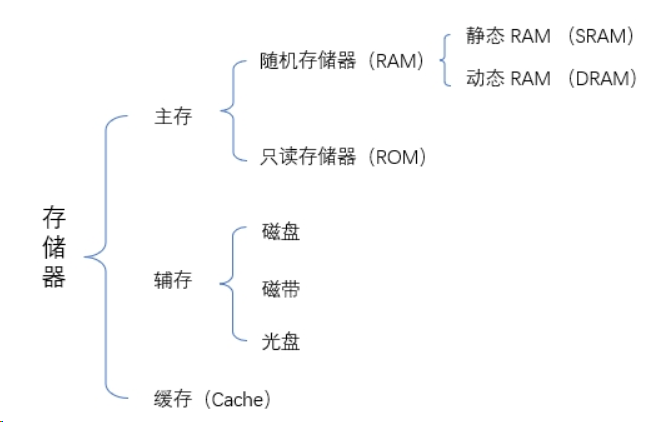 存储器
主存
随机存储器（RAM）
静态 RAM （SRAM）
动态 RAM （DRAM）
只读存储器（ROM）
辅存
磁盘
磁带
光盘
缓存（Cache）